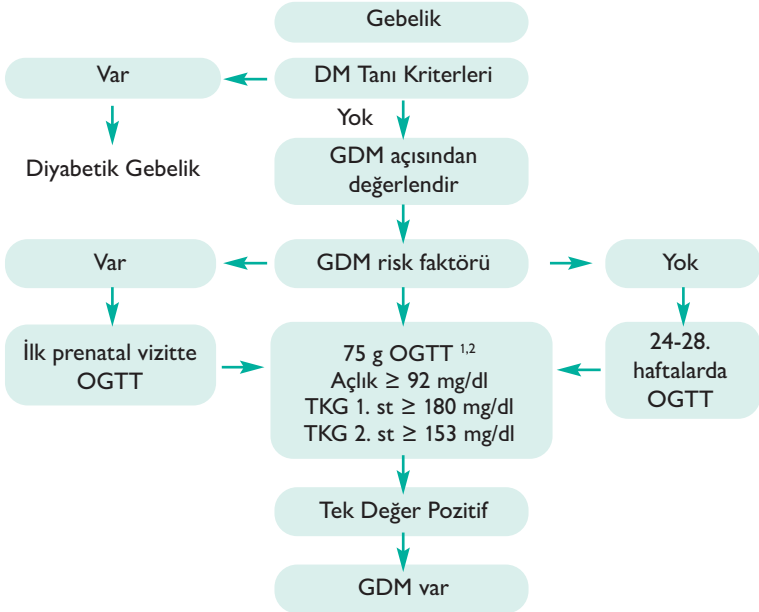 Gebelik
Var
DM Tanı Kriterleri
Yok
Diyabetik Gebelik
GDM açısından
değerlendir
Var
GDM risk faktörü
Yok
İlk prenatal vizitte
OGTT
75 g OGTT 1,2
Açlık ≥ 92 mg/dl
TKG 1. st ≥ 180 mg/dl
TKG 2. st ≥ 153 mg/dl
24-28.
haftalarda
OGTT
Tek Değer Pozitif
GDM var